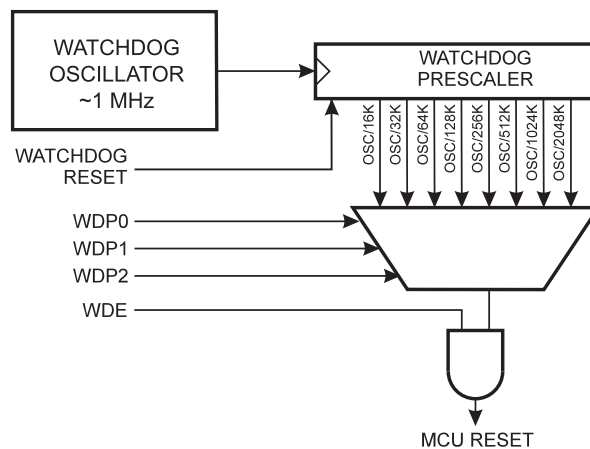 WATCHDOG
OSCILLATOR
~1 MHz
WATCHDOG
PRESCALER
OSC/16K
OSC/32K
OSC/64K
OSC/128K
OSC/256K
OSC/512K
OSC/1024K
OSC/2048K
WATCHDOG
RESET
WDP0
WDP1
WDP2
WDE
MCU RESET